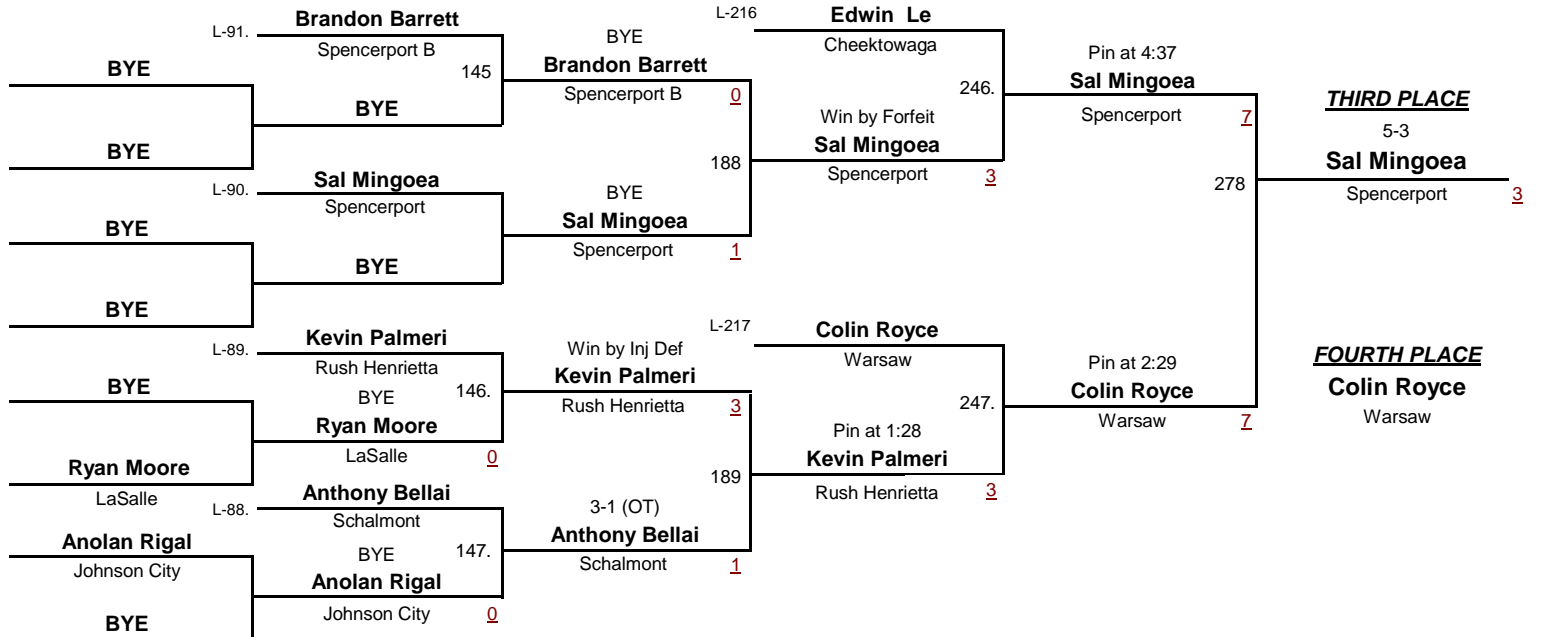 L-91.
Brandon Barrett
Spencerport B
BYE
BYE
145
BYE
BYE
Brandon Barrett
Spencerport B
0
L-90.
Sal Mingoea
Spencerport
BYE
BYE
BYE
BYE
Sal Mingoea
Spencerport
1
188
L-216
Edwin Le
Cheektowaga
Win by Forfeit
Sal Mingoea
Spencerport
3
246.
Pin at 4:37
Sal Mingoea
Spencerport
7
L-89.
Kevin Palmeri
Rush Henrietta
BYE
BYE
Ryan Moore
LaSalle
0
Ryan Moore
LaSalle
146.
Win by Inj Def
Kevin Palmeri
Rush Henrietta
3
L-88.
Anthony Bellai
Schalmont
Anolan Rigal
Johnson City
BYE
Anolan Rigal
Johnson City
0
BYE
147.
3-1 (OT)
Anthony Bellai
Schalmont
1
189
L-217
Colin Royce
Warsaw
Pin at 1:28
Kevin Palmeri
Rush Henrietta
3
247.
Pin at 2:29
Colin Royce
Warsaw
7
278
THIRD PLACE
5-3
Sal Mingoea
Spencerport
3
FOURTH PLACE
Colin Royce
Warsaw